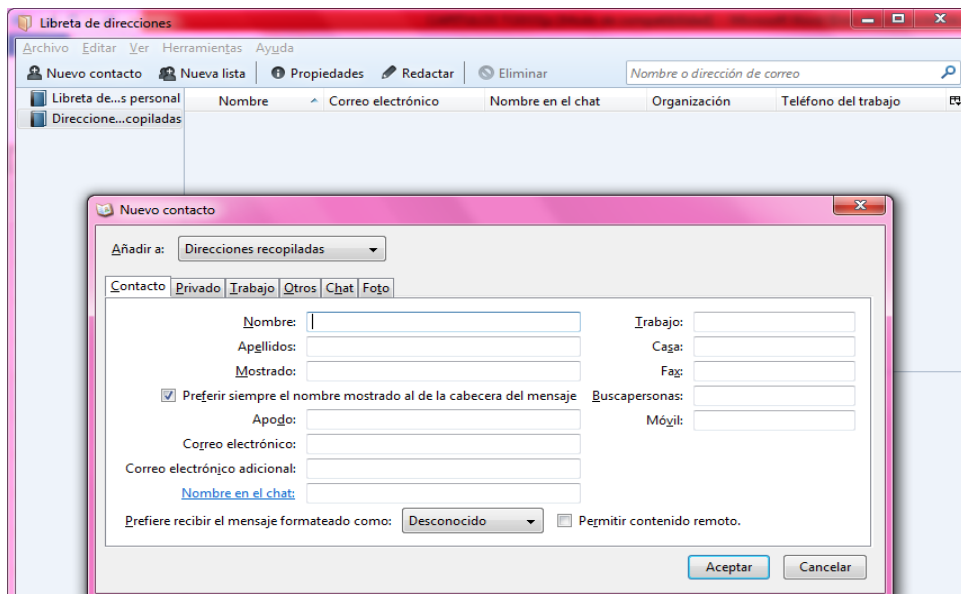 Libreta de direcciones
Archivo Editar Ver Herramientas Ayuda
Nuevo contacto Nueva lista Propiedades Redactar Eliminar Nombre o dirección de correo
Libreta de...s personal Nombre Correo electrónico Nombre en el chat Organización Teléfono del trabajo
Direccione...copiladas
Nuevo contacto
Añadir a: Direcciones recopiladas
Contacto Privado Trabajo Otros Chat Foto
Nombre: Trabajo:
Apellidos: Casa:
Mostrado: Fax:
Preferir siempre el nombre mostrado al de la cabecera del mensaje Buscapersonas:
Apodo: Móvil:
Correo electrónico:
Correo electrónico adicional:
Nombre en el chat:
Prefiere recibir el mensaje formateado como: Desconocido Permitir contenido remoto.
Aceptar Cancelar